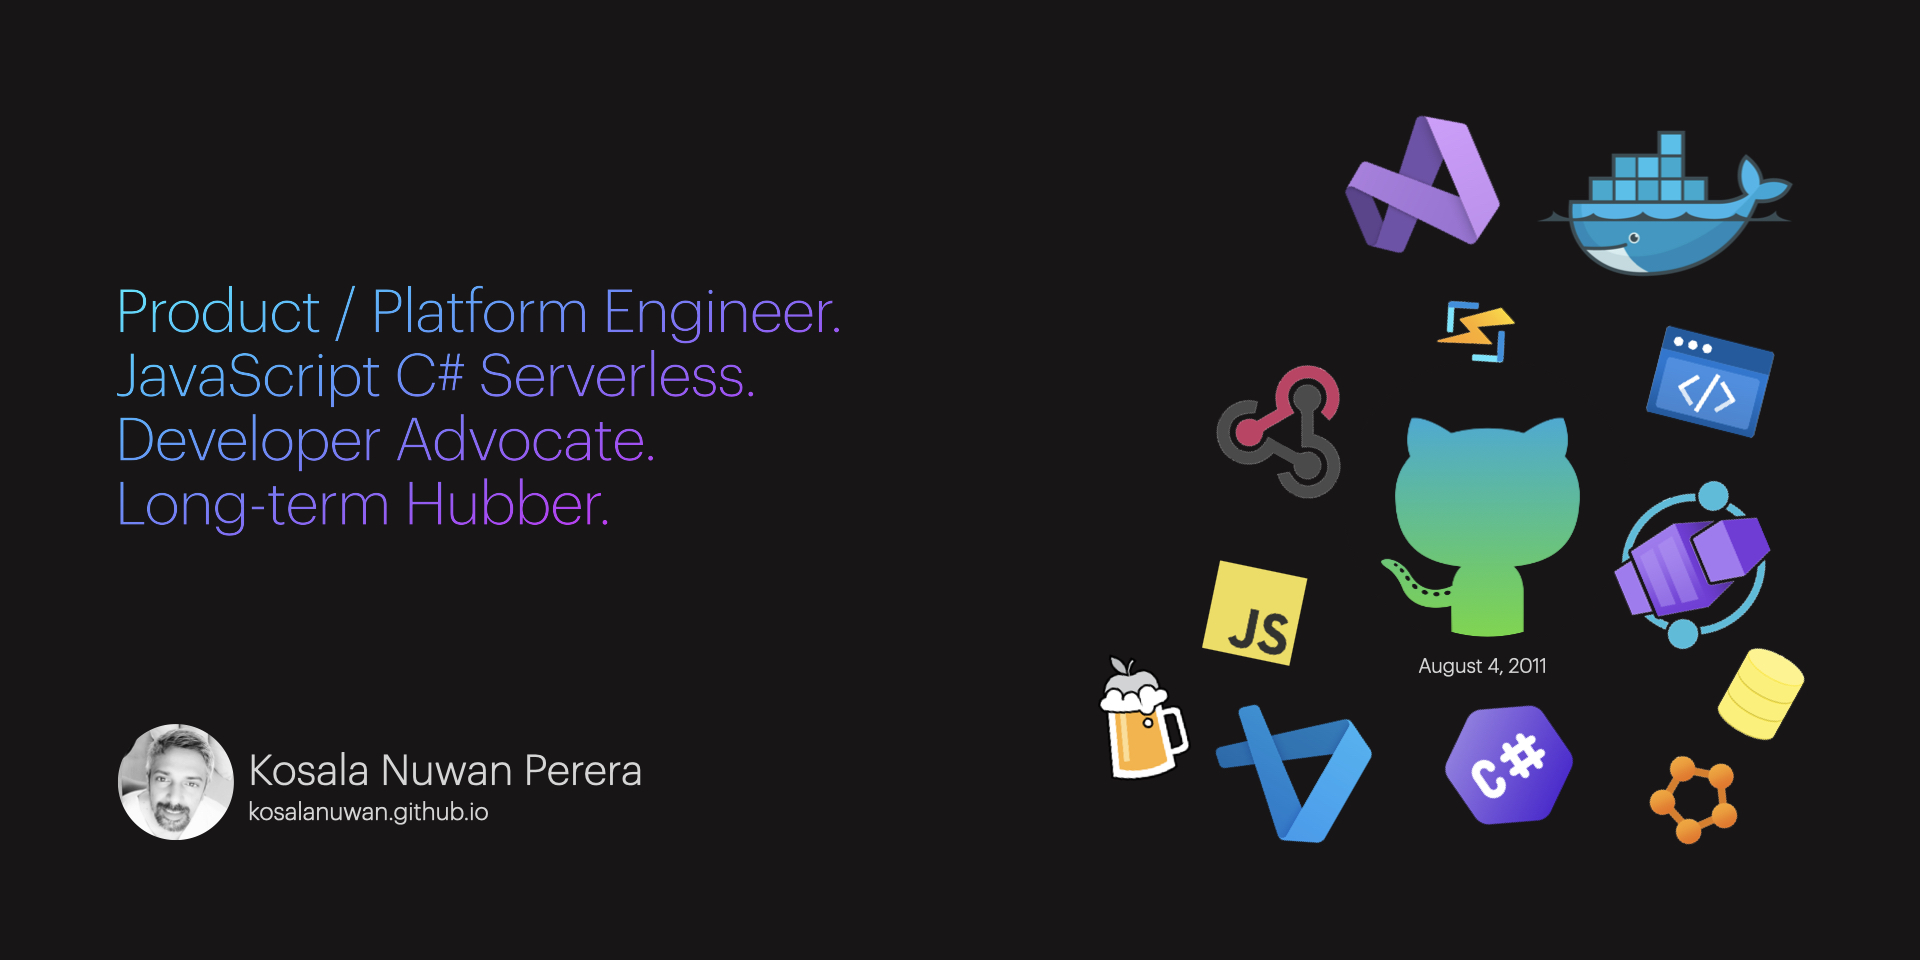 Product / Platform Engineer.
JavaScript C# Serverless.
Developer Advocate.
Long-term Hubber.
Kosala Nuwan Perera
kosalanuwan.github.io
JS
August 4, 2011
C#